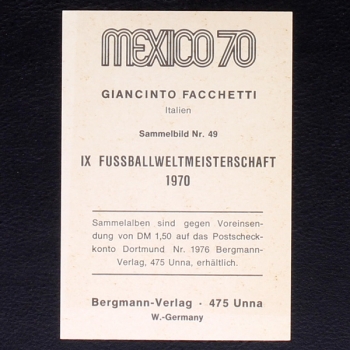 MEXICO 70
GIANCINTO FACCHETTI
Italien
Sammelbild Nr. 49
IX FUSSBALLWELTMEISTERSCHAFT
1970
Sammelalben sind gegen Voreinsen-
dung von DM 1,50 auf das Postscheck-
konto Dortmund Nr. 1976 Bergmann-
Verlag, 475 Unna, erhältlich.
Bergmann-Verlag · 475 Unna
W.-Germany